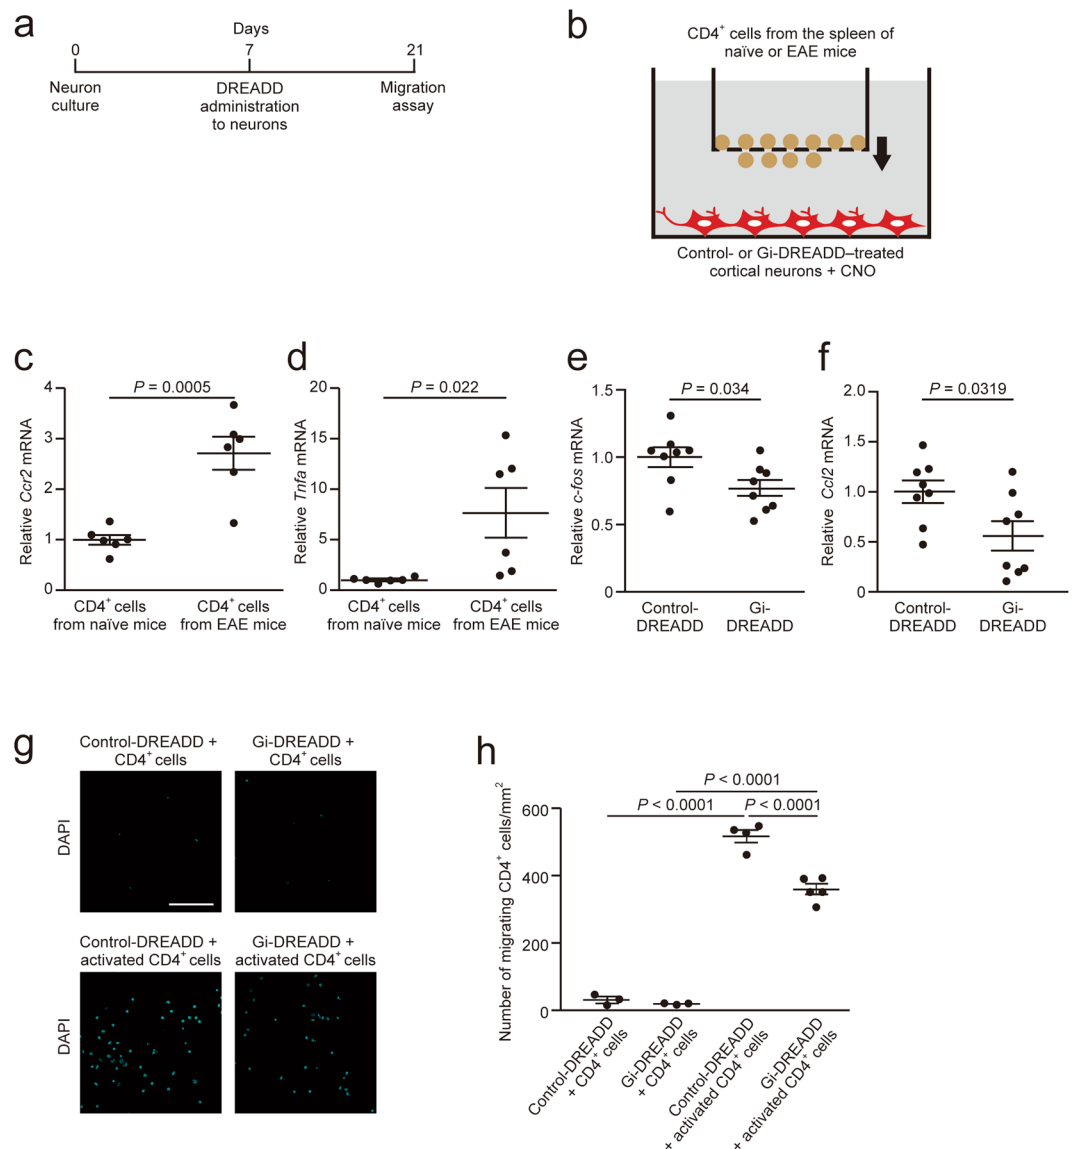 a
Days
0
7
21
Neuron
culture
DREADD
administration
to neurons
Migration
assay
b
CD4⁺ cells from the spleen of
naïve or EAE mice
Control- or Gi-DREADD–treated
cortical neurons + CNO
c
P = 0.0005
Relative Ccr2 mRNA
4
3
2
1
0
CD4⁺ cells
from naïve mice
CD4⁺ cells
from EAE mice
d
P = 0.022
Relative Tnfa mRNA
20
15
10
5
0
CD4⁺ cells
from naïve mice
CD4⁺ cells
from EAE mice
e
P = 0.034
Relative c-fos mRNA
1.5
1.0
0.5
0
Control-
DREADD
Gi-
DREADD
f
P = 0.0319
Relative Ccl2 mRNA
2.0
1.5
1.0
0.5
0
Control-
DREADD
Gi-
DREADD
g
Control-DREADD +
CD4⁺ cells
Gi-DREADD +
CD4⁺ cells
DAPI
Control-DREADD +
activated CD4⁺ cells
Gi-DREADD +
activated CD4⁺ cells
DAPI
h
P < 0.0001
P < 0.0001
P < 0.0001
Number of migrating CD4⁺ cells/mm²
600
400
200
0
Control-DREADD
+ CD4⁺ cells
Gi-DREADD
+ CD4⁺ cells
Control-DREADD
+ activated CD4⁺ cells
Gi-DREADD
+ activated CD4⁺ cells